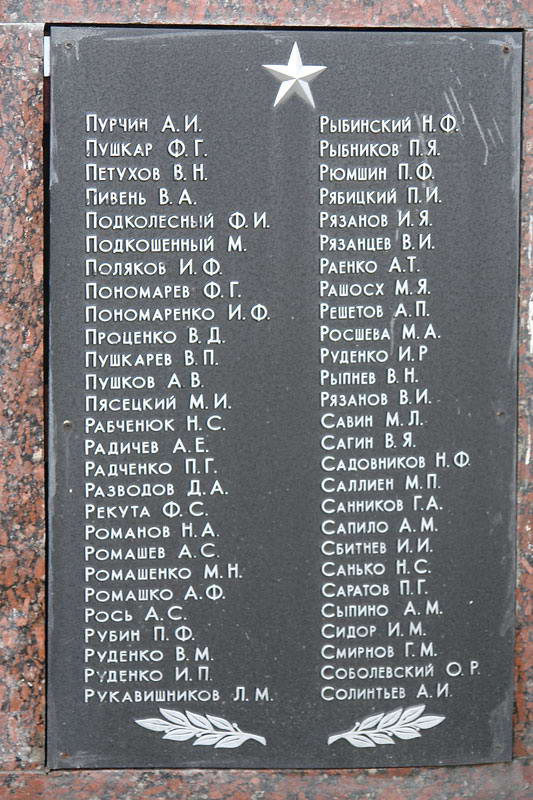 Пурчин А.И.
Пушкар Ф.Г.
Петухов В.Н.
Пивень В.А.
Подколесный Ф.И.
Подкошенный М.
Поляков И.Ф.
Пономарев Ф.Г.
Пономаренко И.Ф.
Проценко В.Д.
Пушкарев В.П.
Пушков А.В.
Пясецкий М.И.
Рабченюк Н.С.
Радичев А.Е.
Радченко П.Г.
Разводов Д.А.
Рекута Ф.С.
Романов Н.А.
Ромашев А.С.
Ромашенко М.Н.
Ромашко А.Ф.
Рось А.С.
Рубин П.Ф.
Руденко В.М.
Руденко И.П.
Рукавишников Л.М.
Рыбинский Н.Ф.
Рыбников П.Я.
Рюмшин П.Ф.
Рябицкий П.И.
Рязанов И.Я.
Рязанцев В.И.
Раенко А.Т.
Рашосх М.Я.
Решетов А.П.
Росшева М.А.
Руденко И.Р
Рыпнев В.Н.
Рязанов В.И.
Савин М.Л.
Сагин В.Я.
Садовников Н.Ф.
Саллиен М.П.
Санников Г.А.
Сапило А.М.
Сбитнев И.И.
Санько Н.С.
Саратов П.Г.
Сыпино А.М.
Сидор И.М.
Смирнов Г.М.
Соболевский О.Р.
Солинтьев А.И.